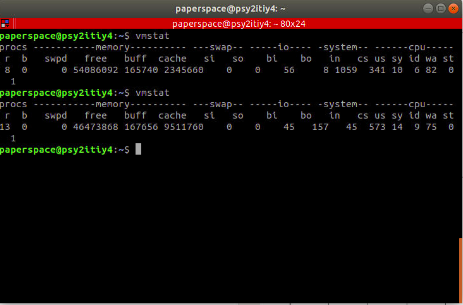 paperspace@psy2itiy4: ~
paperspace@psy2itiy4: ~ 80x24
paperspace@psy2itiy4:~$ vmstat
procs -----------memory---------- ---swap-- -----io---- -system-- ------cpu-----
r b swpd free buff cache si so bi bo in cs us sy id wa st
8 0 0 54086092 165740 2345660 0 0 56 8 1059 341 10 6 82 0
1
paperspace@psy2itiy4:~$ vmstat
procs -----------memory---------- ---swap-- -----io---- -system-- ------cpu-----
r b swpd free buff cache si so bi bo in cs us sy id wa st
13 0 0 46473868 167656 9511760 0 0 45 157 45 573 14 9 75 0
1
paperspace@psy2itiy4:~$